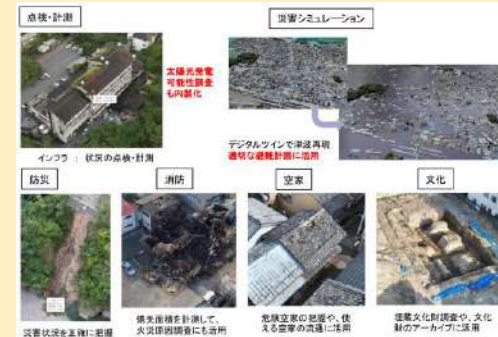 点検・計測
災害シミュレーション
太陽光発電
可能性調査
も内製化
インフラ : 状況の点検・計測
デジタルツインで津波再現
適切な避難計画に活用
防災
消防
空家
文化
災害状況を正確に把握
焼失面積を計測して、
火災原因調査にも活用
危険空家の把握や、使
える空家の流通に活用
埋蔵文化財調査や、文化
財のアーカイブに活用